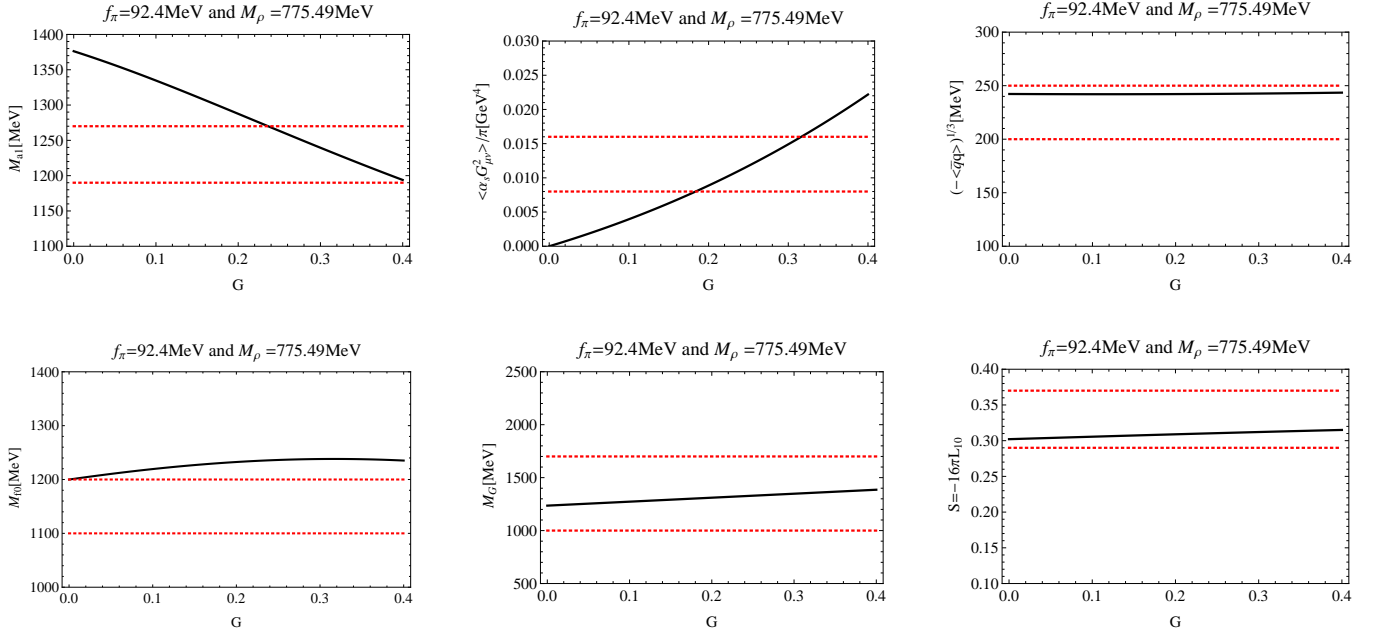 f_π=92.4MeV and M_ρ =775.49MeV
M_a1[MeV]
1400
1350
1300
1250
1200
1150
1100
0.0 0.1 0.2 0.3 0.4
G
f_π=92.4MeV and M_ρ =775.49MeV
<α_s G²_μν>/π[GeV⁴]
0.030
0.025
0.020
0.015
0.010
0.005
0.000
0.0 0.1 0.2 0.3 0.4
G
f_π=92.4MeV and M_ρ =775.49MeV
(-<q̄q>)^1/3[MeV]
300
250
200
150
100
0.0 0.1 0.2 0.3 0.4
G
f_π=92.4MeV and M_ρ =775.49MeV
M_f0[MeV]
1400
1300
1200
1100
1000
0.0 0.1 0.2 0.3 0.4
G
f_π=92.4MeV and M_ρ =775.49MeV
M_G[MeV]
2500
2000
1500
1000
500
0.0 0.1 0.2 0.3 0.4
G
f_π=92.4MeV and M_ρ =775.49MeV
S=-16πL_10
0.40
0.35
0.30
0.25
0.20
0.15
0.10
0.0 0.1 0.2 0.3 0.4
G